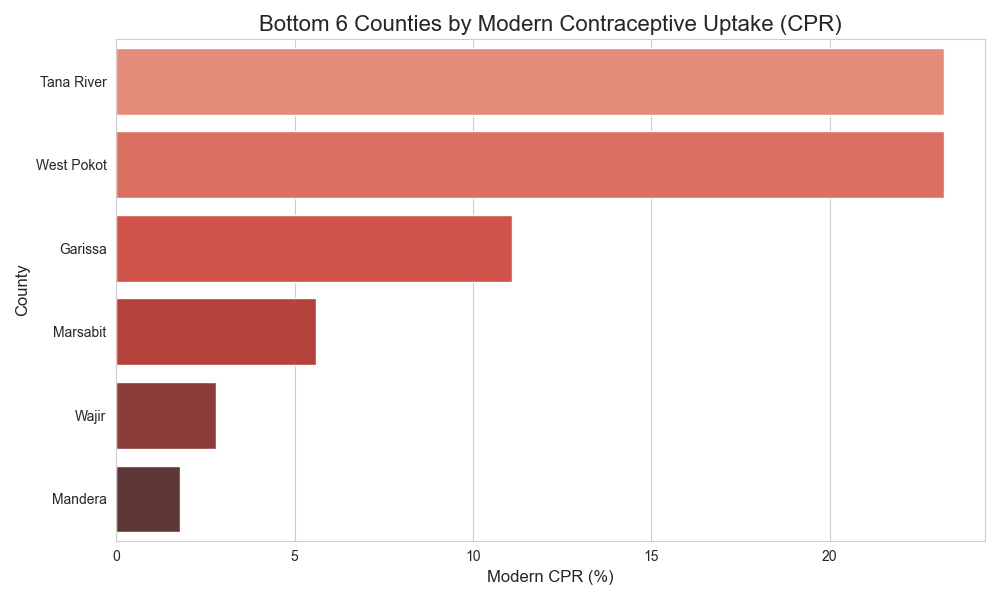 Bottom 6 Counties by Modern Contraceptive Uptake (CPR)
Tana River
West Pokot
Garissa
Marsabit
Wajir
Mandera
County
0 5 10 15 20
Modern CPR (%)